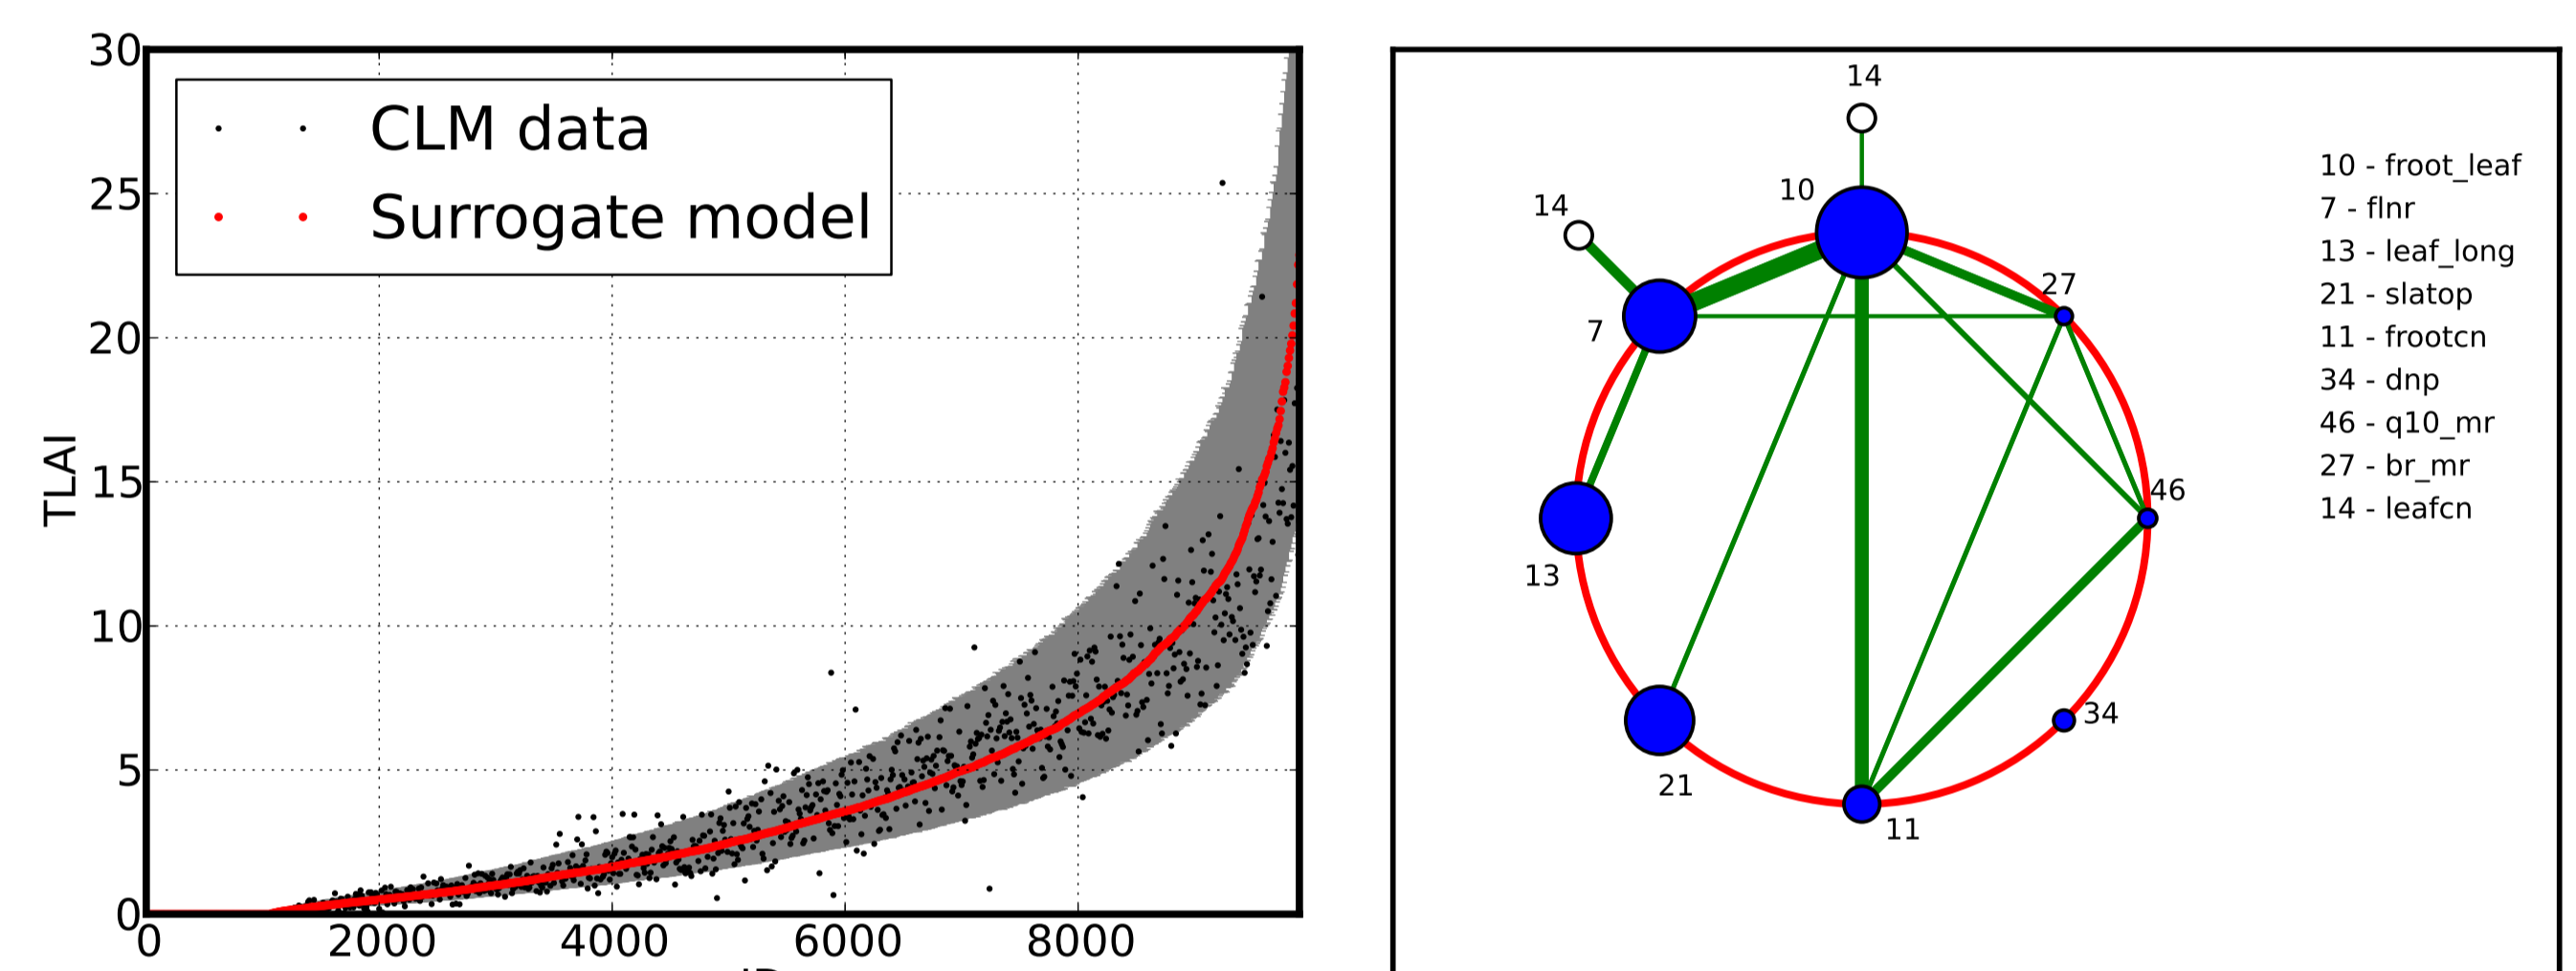 30
25
20
15
10
5
0
TLAI
CLM data
Surrogate model
0 2000 4000 6000 8000
14
10
14
7
27
46
13
34
21
11
10 - froot_leaf
7 - flnr
13 - leaf_long
21 - slatop
11 - frootcn
34 - dnp
46 - q10_mr
27 - br_mr
14 - leafcn